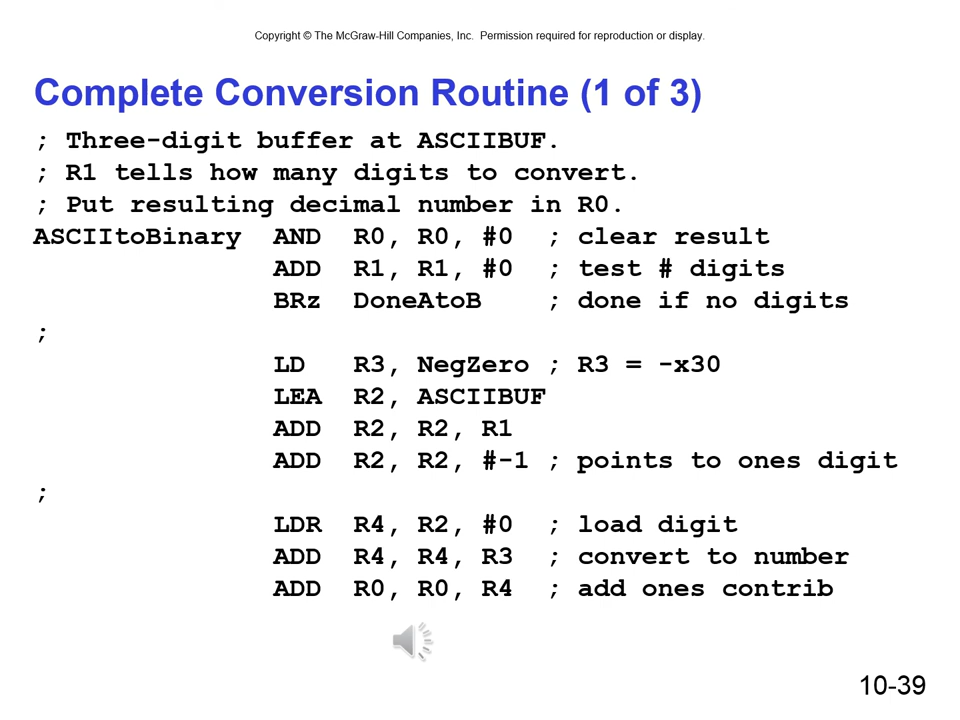 Copyright © The McGraw-Hill Companies, Inc.  Permission required for reproduction or display.
Complete Conversion Routine (1 of 3)
; Three-digit buffer at ASCIIBUF.
; R1 tells how many digits to convert.
; Put resulting decimal number in R0.
ASCIItoBinary  AND  R0, R0, #0  ; clear result
               ADD  R1, R1, #0  ; test # digits
               BRz  DoneAtoB    ; done if no digits
;
               LD   R3, NegZero ; R3 = -x30
               LEA  R2, ASCIIBUF
               ADD  R2, R2, R1
               ADD  R2, R2, #-1 ; points to ones digit
;
               LDR  R4, R2, #0  ; load digit
               ADD  R4, R4, R3  ; convert to number
               ADD  R0, R0, R4  ; add ones contrib
10-39